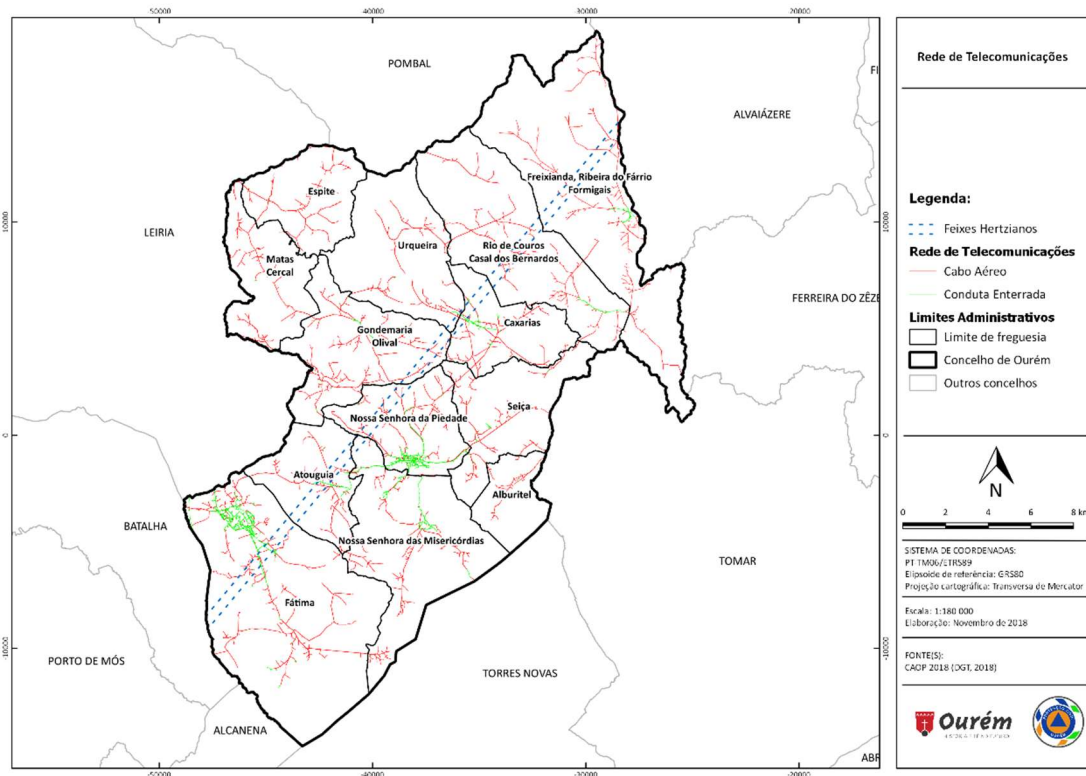 -50000
-40000
-30000
-20000
POMBAL
ALVAIÁZERE
LEIRIA
FERREIRA DO ZÊZE
BATALHA
TOMAR
PORTO DE MÓS
TORRES NOVAS
ALCANENA
ABR
FI
10000
0
-10000
10000
0
-10000
Espite
Freixianda, Ribeira do Fárrio
Formigais
Urqueira
Rio de Couros
Casal dos Bernardos
Matas
Cercal
Gondemaria
Olival
Caxarias
Seiça
Nossa Senhora da Piedade
Atouguia
Alburitel
Nossa Senhora das Misericórdias
Fátima
-50000
-40000
-30000
-20000
Rede de Telecomunicações
Legenda:
Feixes Hertzianos
Rede de Telecomunicações
Cabo Aéreo
Conduta Enterrada
Limites Administrativos
Limite de freguesia
Concelho de Ourém
Outros concelhos
N
0 2 4 6 8 km
SISTEMA DE COORDENADAS:
PT TM06/ETRS89
Elipsoide de referência: GRS80
Projeção cartográfica: Transversa de Mercator
Escala: 1:180 000
Elaboração: Novembro de 2018
FONTE(S):
CAOP 2018 (DGT, 2018)
Ourém